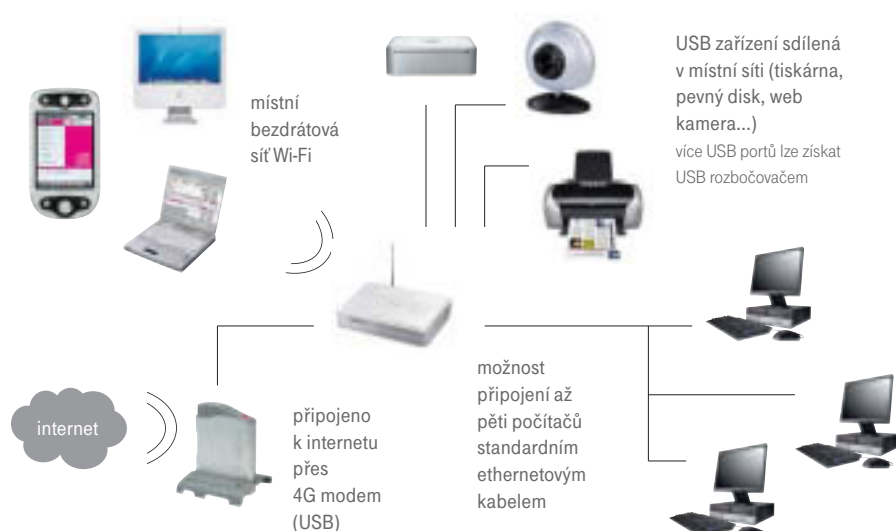 místní
bezdrátová
síť Wi-Fi
USB zařízení sdílená
v místní síti (tiskárna,
pevný disk, web
kamera...)
více USB portů lze získat
USB rozbočovačem
internet
připojeno
k internetu
přes
4G modem
(USB)
možnost
připojení až
pěti počítačů
standardním
ethernetovým
kabelem